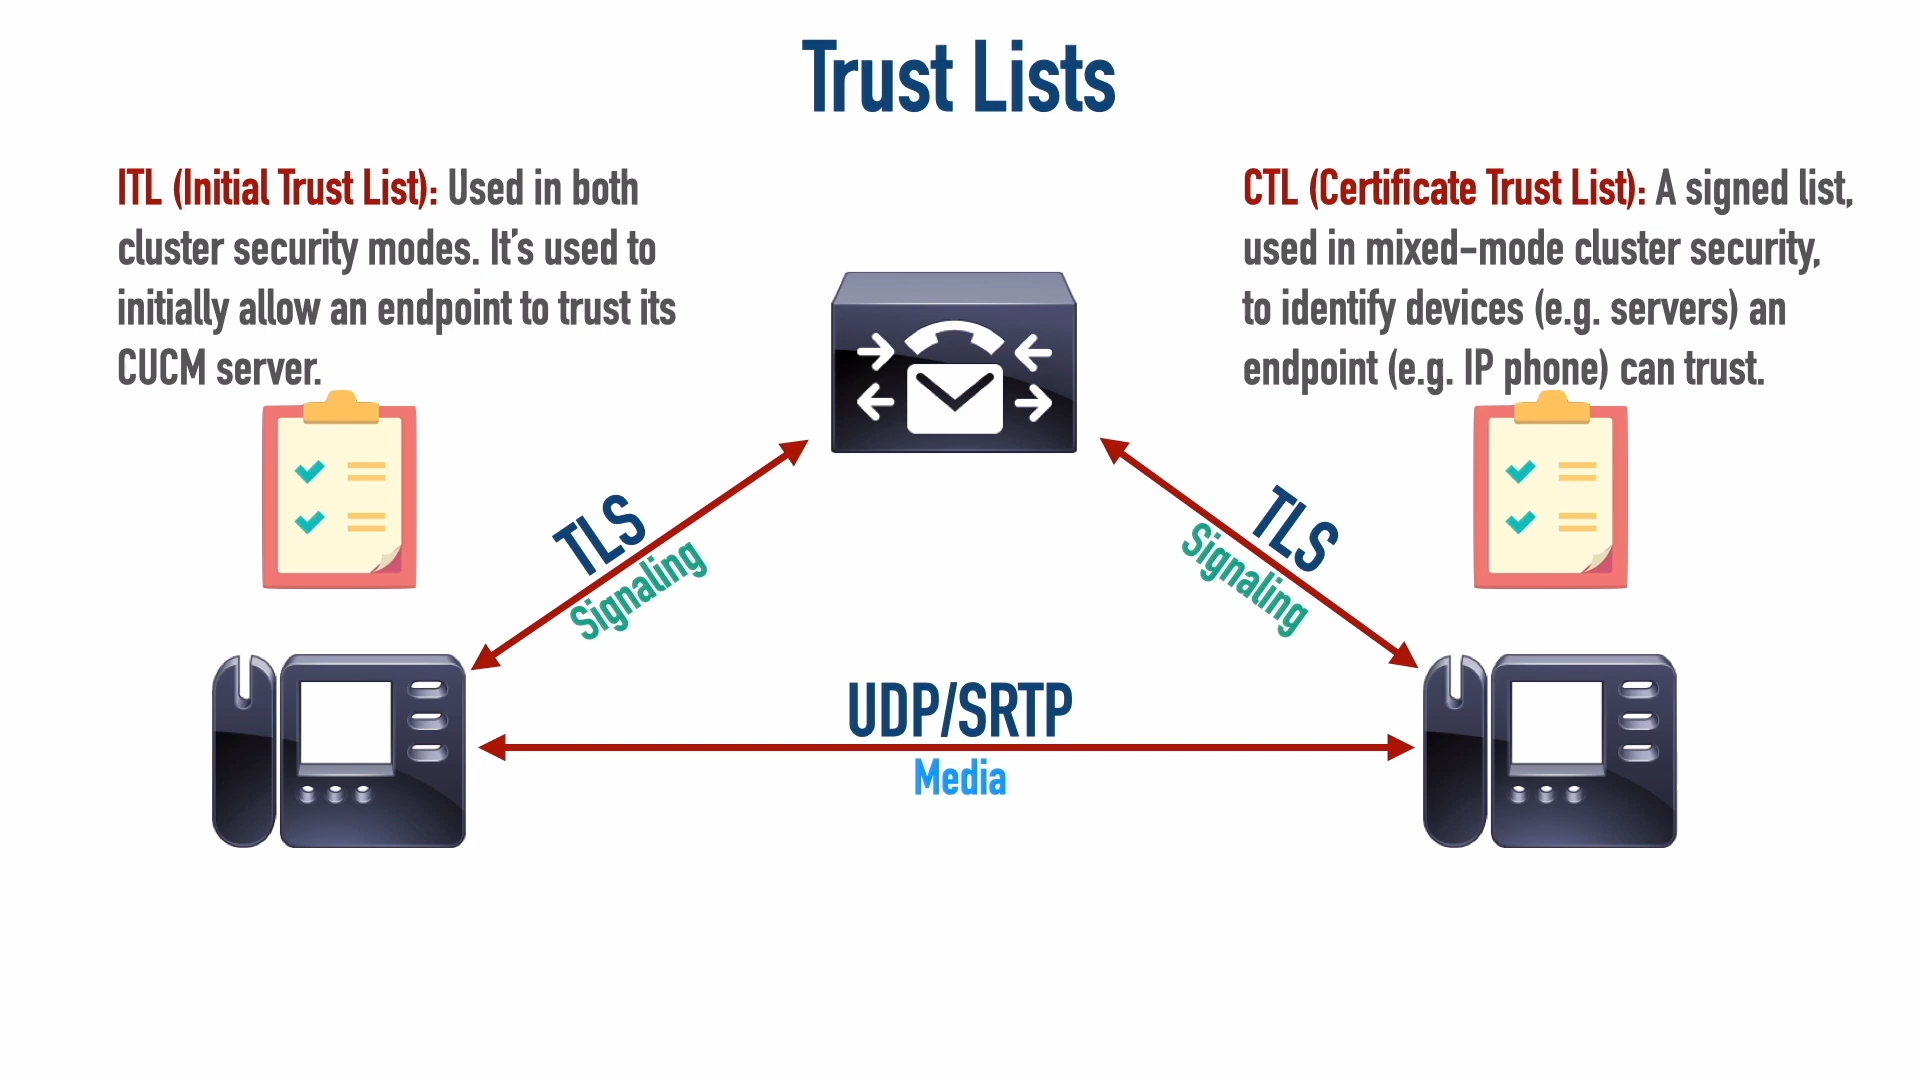 Trust Lists
ITL (Initial Trust List): Used in both
cluster security modes. It's used to
initially allow an endpoint to trust its
CUCM server.
CTL (Certificate Trust List): A signed list,
used in mixed-mode cluster security,
to identify devices (e.g. servers) an
endpoint (e.g. IP phone) can trust.
TLS
Signaling
TLS
Signaling
UDP/SRTP
Media